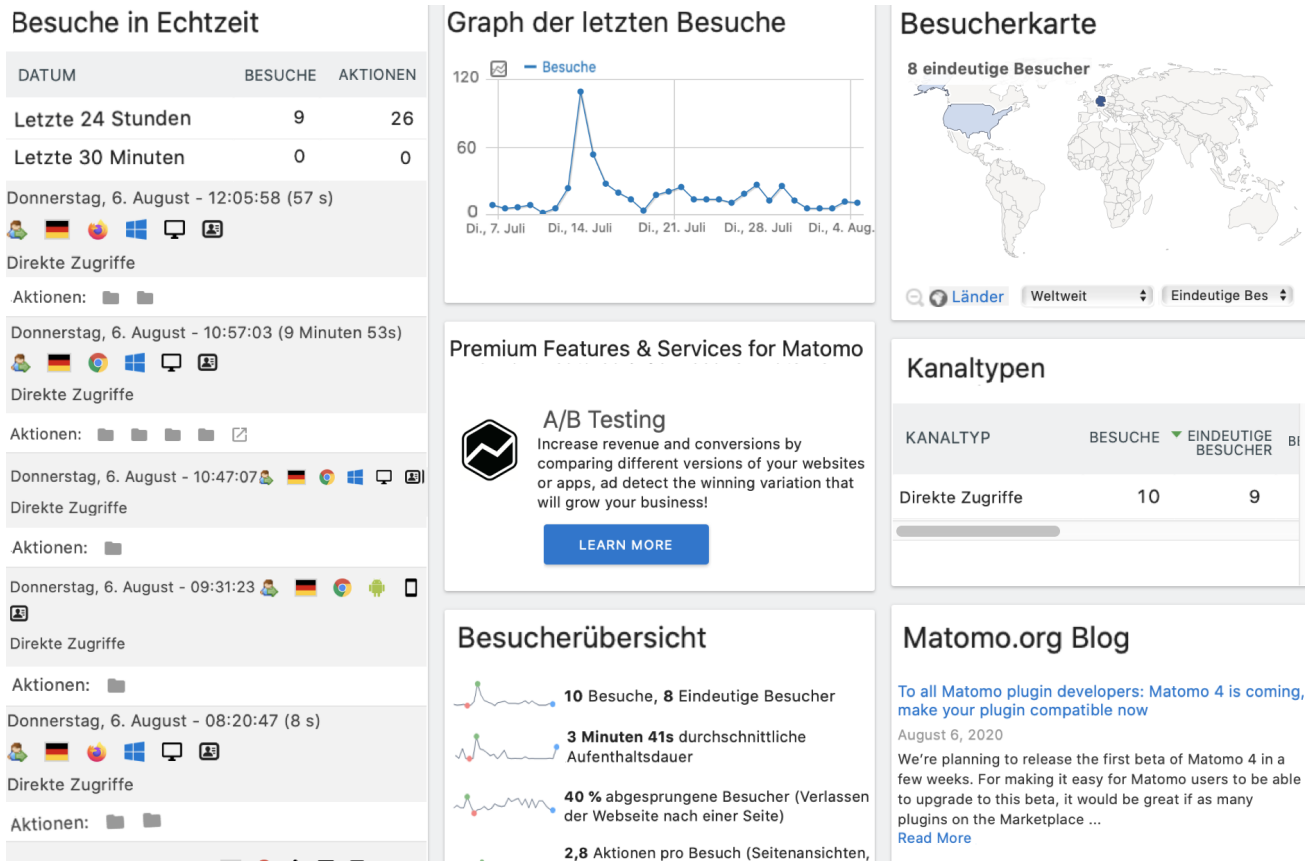 Besuche in Echtzeit
DATUM BESUCHE AKTIONEN
Letzte 24 Stunden 9 26
Letzte 30 Minuten 0 0
Donnerstag, 6. August - 12:05:58 (57 s)
Direkte Zugriffe
Aktionen:
Donnerstag, 6. August - 10:57:03 (9 Minuten 53s)
Direkte Zugriffe
Aktionen:
Donnerstag, 6. August - 10:47:07
Direkte Zugriffe
Aktionen:
Donnerstag, 6. August - 09:31:23
Direkte Zugriffe
Aktionen:
Donnerstag, 6. August - 08:20:47 (8 s)
Direkte Zugriffe
Aktionen:
Graph der letzten Besuche
Besuche
120
60
0
Di., 7. Juli Di., 14. Juli Di., 21. Juli Di., 28. Juli Di., 4. Aug.
Premium Features & Services for Matomo
A/B Testing
Increase revenue and conversions by
comparing different versions of your websites
or apps, ad detect the winning variation that
will grow your business!
LEARN MORE
Besucherübersicht
10 Besuche, 8 Eindeutige Besucher
3 Minuten 41s durchschnittliche
Aufenthaltsdauer
40 % abgesprungene Besucher (Verlassen
der Webseite nach einer Seite)
2,8 Aktionen pro Besuch (Seitenansichten,
Besucherkarte
8 eindeutige Besucher
Länder Weltweit Eindeutige Bes
Kanaltypen
KANALTYP BESUCHE EINDEUTIGE BE
BESUCHER
Direkte Zugriffe 10 9
Matomo.org Blog
To all Matomo plugin developers: Matomo 4 is coming,
make your plugin compatible now
August 6, 2020
We're planning to release the first beta of Matomo 4 in a
few weeks. For making it easy for Matomo users to be able
to upgrade to this beta, it would be great if as many
plugins on the Marketplace ...
Read More